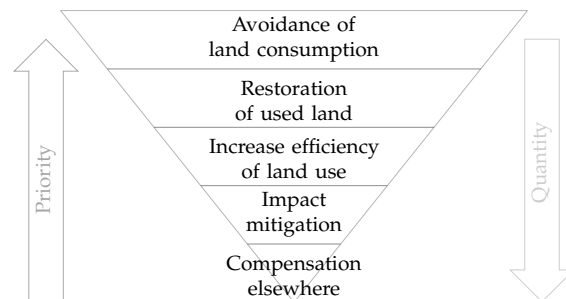 Avoidance of
land consumption
Restoration
of used land
Increase efficiency
of land use
Impact
mitigation
Compensation
elsewhere
Priority
Quantity